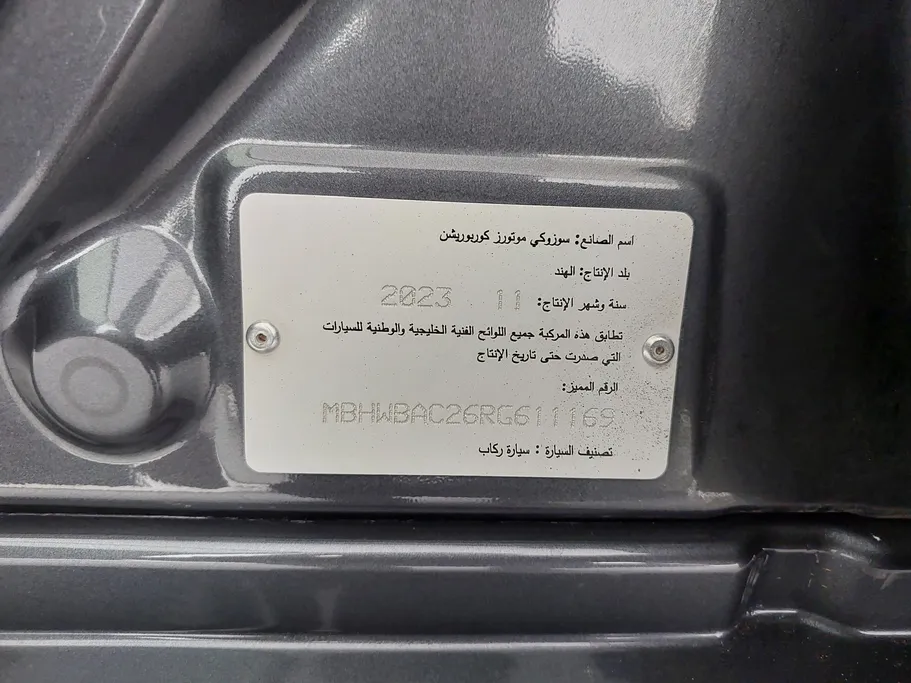 اسم الصانع: سوزوكي موتورز كوربوريشن
بلد الإنتاج: الهند
سنة وشهر الإنتاج: 11 2023
تطابق هذه المركبة جميع اللوائح الفنية الخليجية والوطنية للسيارات
التي صدرت حتى تاريخ الإنتاج
الرقم المميز:
MBHWBAC26RG611169
تصنيف السيارة : سيارة ركاب